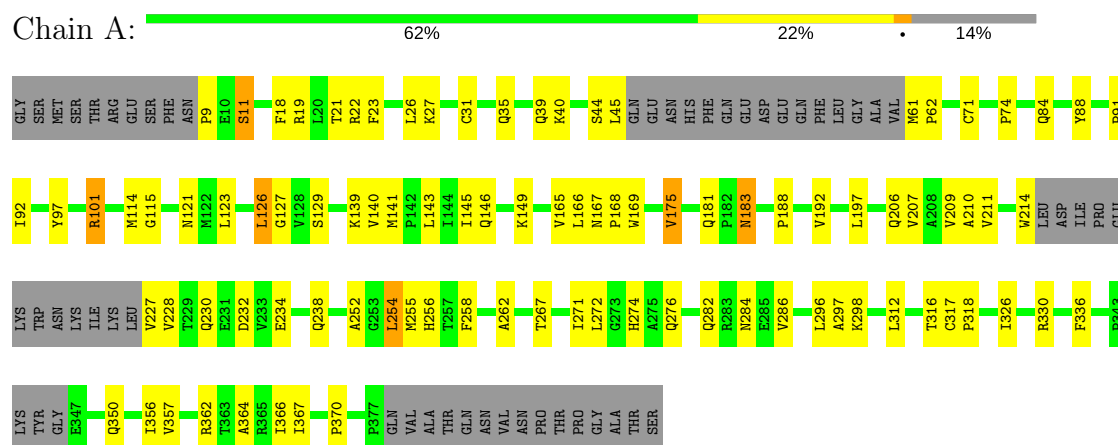 Chain A:
62% 22% • 14%
GLY SER MET SER THR ARG GLU SER PHE ASN P9 E10 S11 F18 R19 L20 T21 R22 F23 L26 K27 C31 Q35 Q39 K40 S44 L45 GLN GLU ASN HIS PHE GLN GLU ASP GLU GLN PHE LEU GLY ALA VAL M61 P62 C71 P74 Q84 Y88
I92 Y97 R101 M114 G115 N121 M122 L123 L126 G127 V128 S129 K139 V140 M141 P142 L143 I144 I145 Q146 K149 V165 L166 N167 P168 W169 V175 Q181 P182 N183 P188 V192 L197 Q206 V207 A208 V209 A210 V211 W214 LEU ASP ILE PRO GLU
LYS TRP ASN LYS ILE LYS LEU V227 V228 T229 Q230 E231 D232 V233 E234 Q238 A252 G253 L254 M255 H256 T257 F258 A262 T267 I271 L272 G273 H274 A275 Q276 Q282 R283 N284 E285 V286 L296 A297 K298 L312 T316 C317 P318 I326 R330 F336
LYS TYR GLY E347 Q350 I356 V357 R362 T363 A364 R365 I366 I367 P370 P377 GLN VAL ALA THR GLN ASN VAL ASN PRO THR PRO GLY ALA THR SER